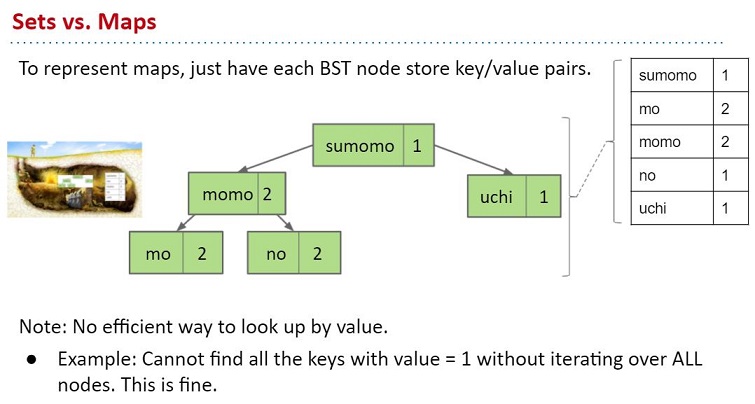 Sets vs. Maps
To represent maps, just have each BST node store key/value pairs.
sumomo 1
momo 2
uchi 1
mo 2
no 2
sumomo 1
mo 2
momo 2
no 1
uchi 1
Note: No efficient way to look up by value.
● Example: Cannot find all the keys with value = 1 without iterating over ALL
nodes. This is fine.